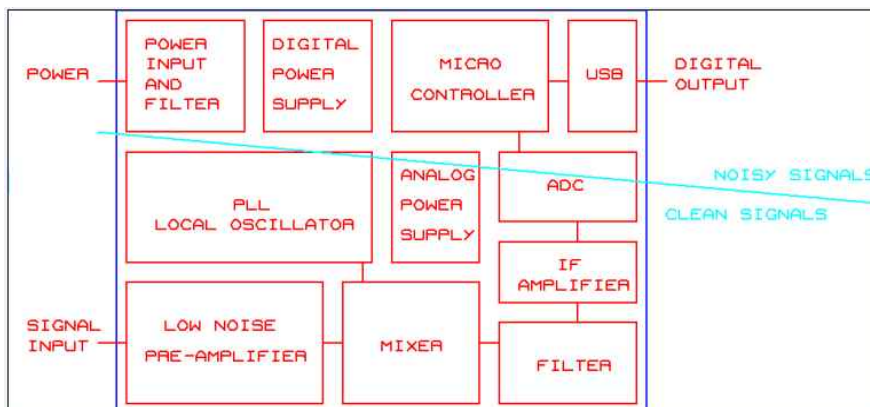 POWER
POWER
INPUT
AND
FILTER
DIGITAL
POWER
SUPPLY
MICRO
CONTROLLER
USB
DIGITAL
OUTPUT
PLL
LOCAL OSCILLATOR
ANALOG
POWER
SUPPLY
ADC
NOISY SIGNALS
CLEAN SIGNALS
IF
AMPLIFIER
SIGNAL
INPUT
LOW NOISE
PRE-AMPLIFIER
MIXER
FILTER